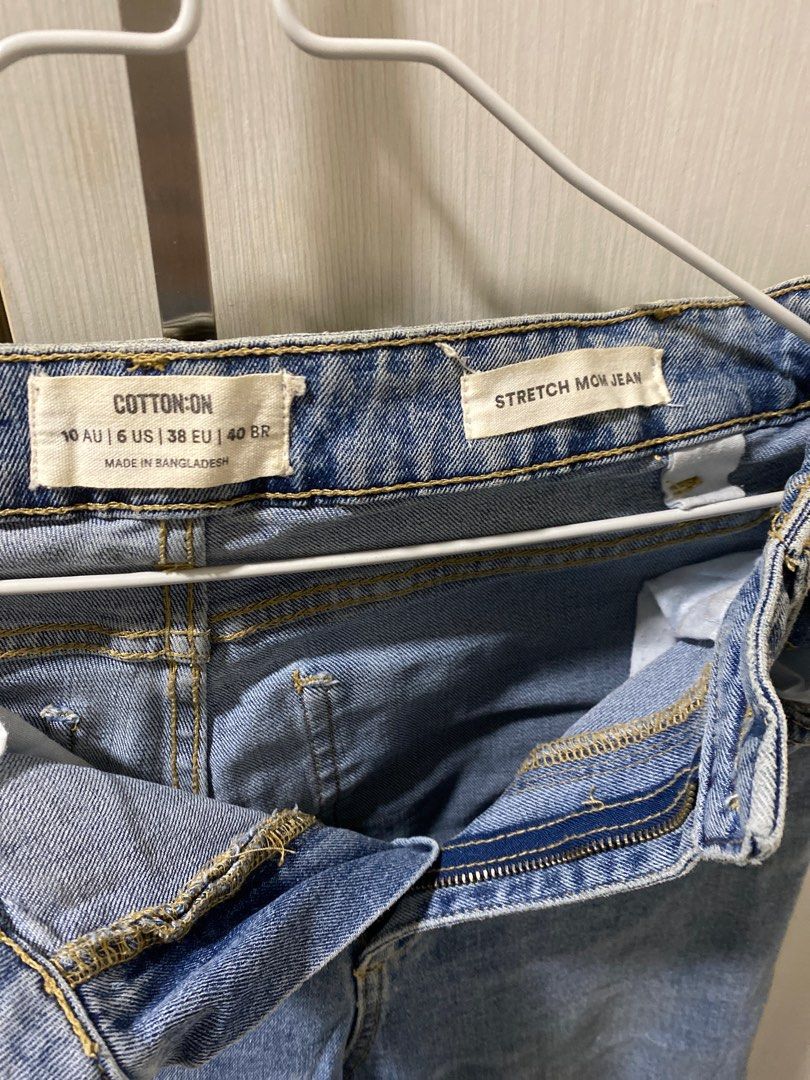 COTTON:ON
10 AU | 6 US | 38 EU | 40 BR
MADE IN BANGLADESH
STRETCH MOM JEAN